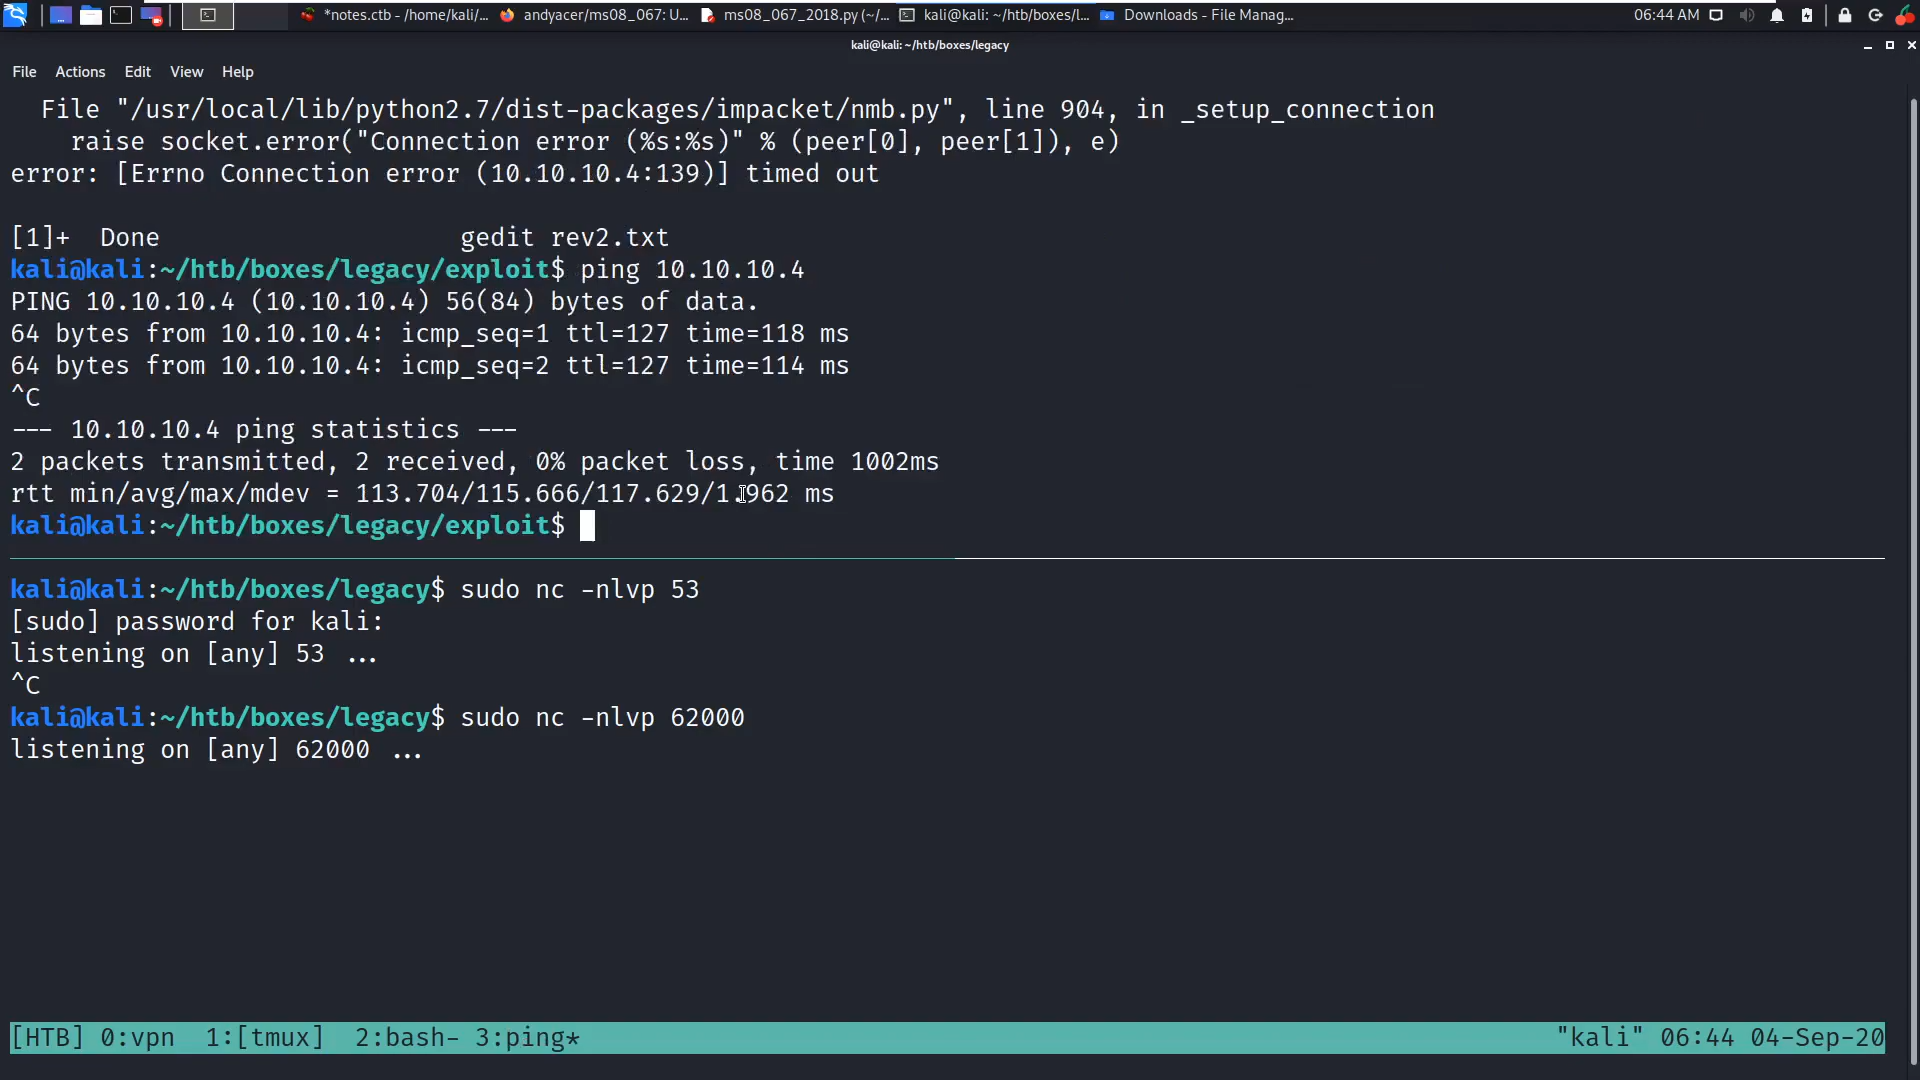 *notes.ctb - /home/kali/...
andyacer/ms08_067: U...
ms08_067_2018.py (~/...
kali@kali: ~/htb/boxes/l...
Downloads - File Manag...
06:44 AM
kali@kali: ~/htb/boxes/legacy
File Actions Edit View Help
File "/usr/local/lib/python2.7/dist-packages/impacket/nmb.py", line 904, in _setup_connection
raise socket.error("Connection error (%s:%s)" % (peer[0], peer[1]), e)
error: [Errno Connection error (10.10.10.4:139)] timed out
[1]+  Done                    gedit rev2.txt
kali@kali:~/htb/boxes/legacy/exploit$ ping 10.10.10.4
PING 10.10.10.4 (10.10.10.4) 56(84) bytes of data.
64 bytes from 10.10.10.4: icmp_seq=1 ttl=127 time=118 ms
64 bytes from 10.10.10.4: icmp_seq=2 ttl=127 time=114 ms
^C
--- 10.10.10.4 ping statistics ---
2 packets transmitted, 2 received, 0% packet loss, time 1002ms
rtt min/avg/max/mdev = 113.704/115.666/117.629/1.962 ms
kali@kali:~/htb/boxes/legacy/exploit$
kali@kali:~/htb/boxes/legacy$ sudo nc -nlvp 53
[sudo] password for kali:
listening on [any] 53 ...
^C
kali@kali:~/htb/boxes/legacy$ sudo nc -nlvp 62000
listening on [any] 62000 ...
[HTB] 0:vpn  1:[tmux]  2:bash- 3:ping*
"kali" 06:44 04-Sep-20